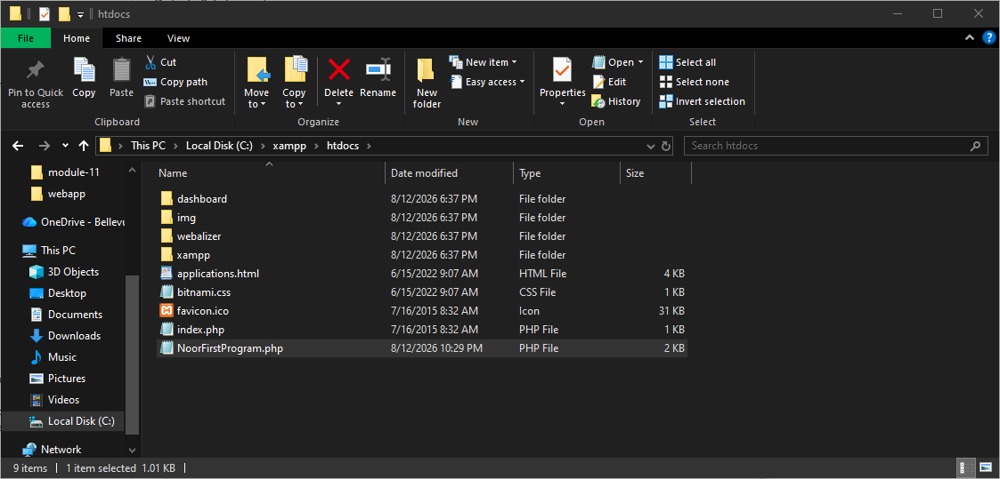 htdocs
File Home Share View
Pin to Quick access
Copy
Paste
Cut
Copy path
Paste shortcut
Clipboard
Move to
Copy to
Delete
Rename
Organize
New folder
New item
Easy access
New
Properties
Open
Edit
History
Open
Select all
Select none
Invert selection
Select
This PC Local Disk (C:) xampp htdocs
Search htdocs
module-11
webapp
OneDrive - Bellevu
This PC
3D Objects
Desktop
Documents
Downloads
Music
Pictures
Videos
Local Disk (C:)
Network
Name Date modified Type Size
dashboard 8/12/2026 6:37 PM File folder
img 8/12/2026 6:37 PM File folder
webalizer 8/12/2026 6:37 PM File folder
xampp 8/12/2026 6:37 PM File folder
applications.html 6/15/2022 9:07 AM HTML File 4 KB
bitnami.css 6/15/2022 9:07 AM CSS File 1 KB
favicon.ico 7/16/2015 8:32 AM Icon 31 KB
index.php 7/16/2015 8:32 AM PHP File 1 KB
NoorFirstProgram.php 8/12/2026 10:29 PM PHP File 2 KB
9 items 1 item selected 1.01 KB